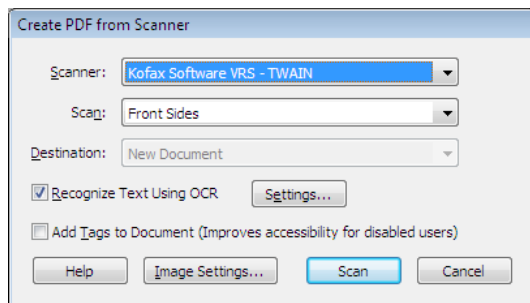 Create PDF from Scanner
Scanner: Kofax Software VRS - TWAIN
Scan: Front Sides
Destination: New Document
Recognize Text Using OCR Settings...
Add Tags to Document (Improves accessibility for disabled users)
Help Image Settings... Scan Cancel